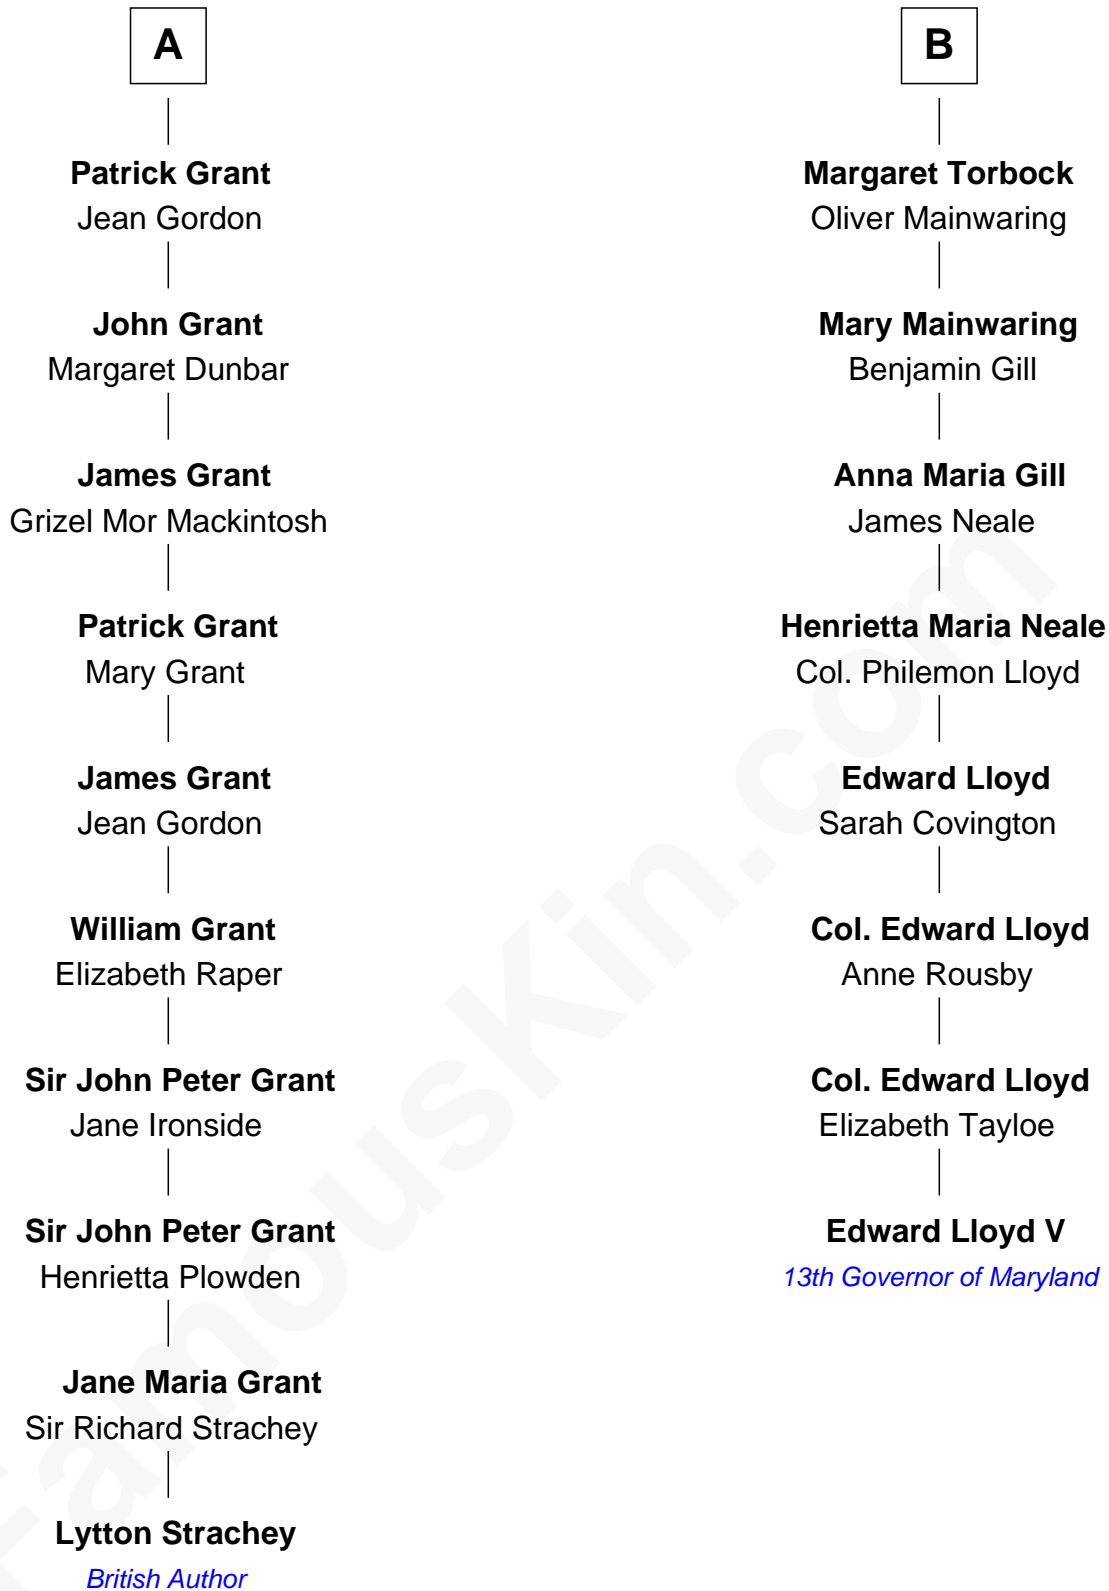 A
Patrick Grant
Jean Gordon
John Grant
Margaret Dunbar
James Grant
Grizel Mor Mackintosh
Patrick Grant
Mary Grant
James Grant
Jean Gordon
William Grant
Elizabeth Raper
Sir John Peter Grant
Jane Ironside
Sir John Peter Grant
Henrietta Plowden
Jane Maria Grant
Sir Richard Strachey
Lytton Strachey
British Author
B
Margaret Torbock
Oliver Mainwaring
Mary Mainwaring
Benjamin Gill
Anna Maria Gill
James Neale
Henrietta Maria Neale
Col. Philemon Lloyd
Edward Lloyd
Sarah Covington
Col. Edward Lloyd
Anne Rousby
Col. Edward Lloyd
Elizabeth Tayloe
Edward Lloyd V
13th Governor of Maryland
FamousKin.com